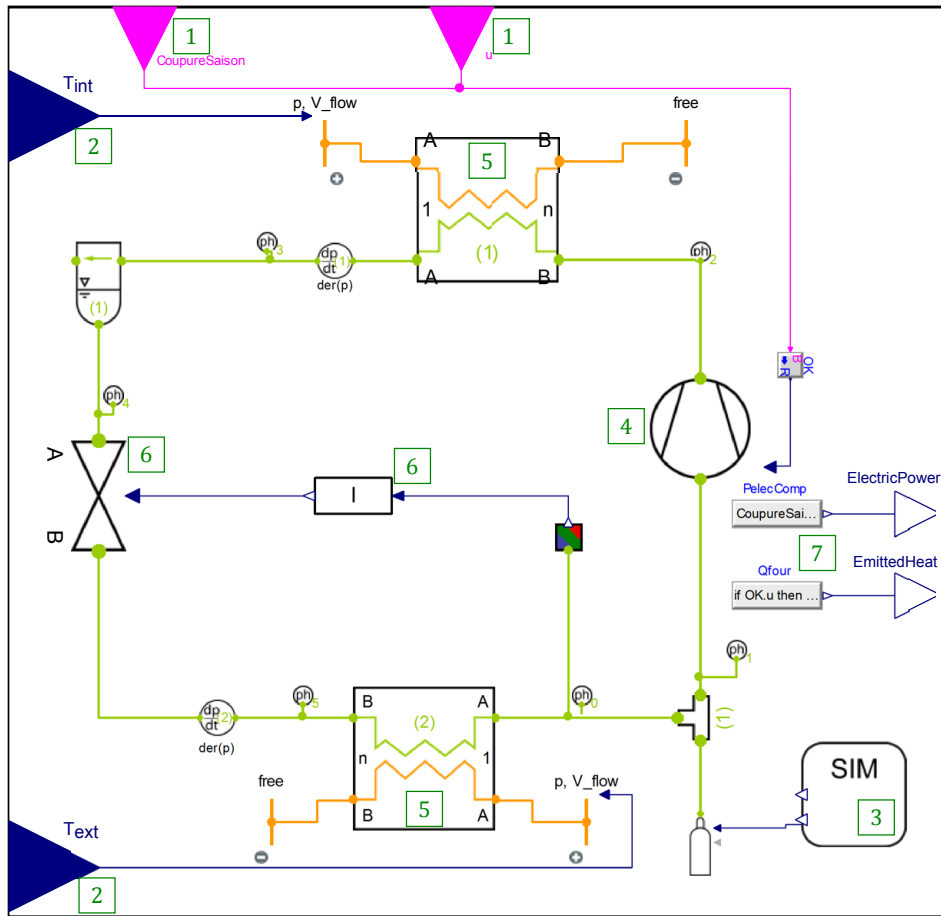 1
1
CoupureSaison
u
Tint
2
p, V_flow
free
A
B
5
1
n
(1)
A
B
ph
3
dp
dt
(1)
der(p)
ph
2
(1)
B
R
OK
ph
4
4
A
6
6
I
B
PelecComp
CoupureSai...
ElectricPower
7
Qfour
if OK.u then ...
EmittedHeat
ph
1
dp
dt
(2)
der(p)
ph
5
B
A
(2)
n
1
ph
0
(1)
free
p, V_flow
5
B
A
SIM
3
Text
2